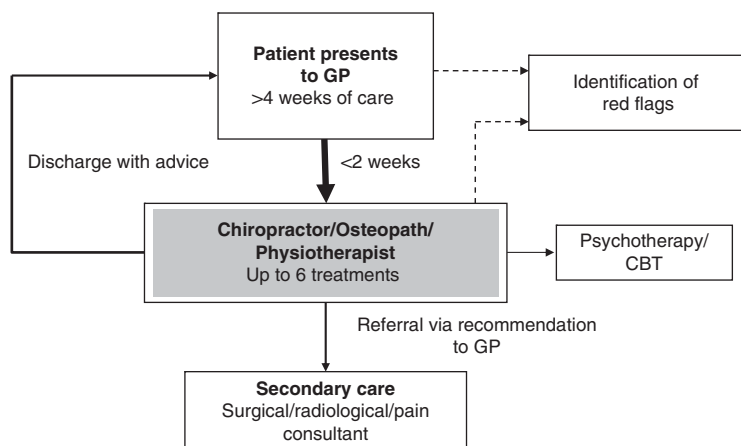 Patient presents
to GP
>4 weeks of care
Identification of
red flags
Discharge with advice
<2 weeks
Chiropractor/Osteopath/
Physiotherapist
Up to 6 treatments
Psychotherapy/
CBT
Referral via recommendation
to GP
Secondary care
Surgical/radiological/pain
consultant